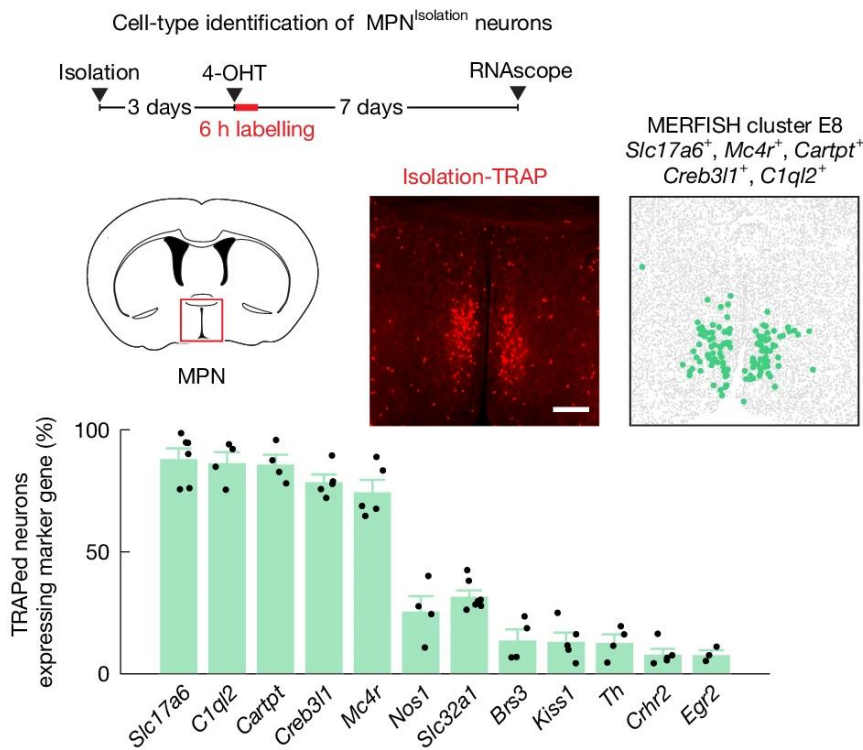 Cell-type identification of MPN^Isolation neurons
Isolation
4-OHT
RNAscope
3 days
7 days
6 h labelling
MERFISH cluster E8
Slc17a6+, Mc4r+, Cartpt+
Creb3l1+, C1ql2+
Isolation-TRAP
MPN
TRAPed neurons
expressing marker gene (%)
100
50
0
Slc17a6
C1ql2
Cartpt
Creb3l1
Mc4r
Nos1
Slc32a1
Brs3
Kiss1
Th
Crhr2
Egr2